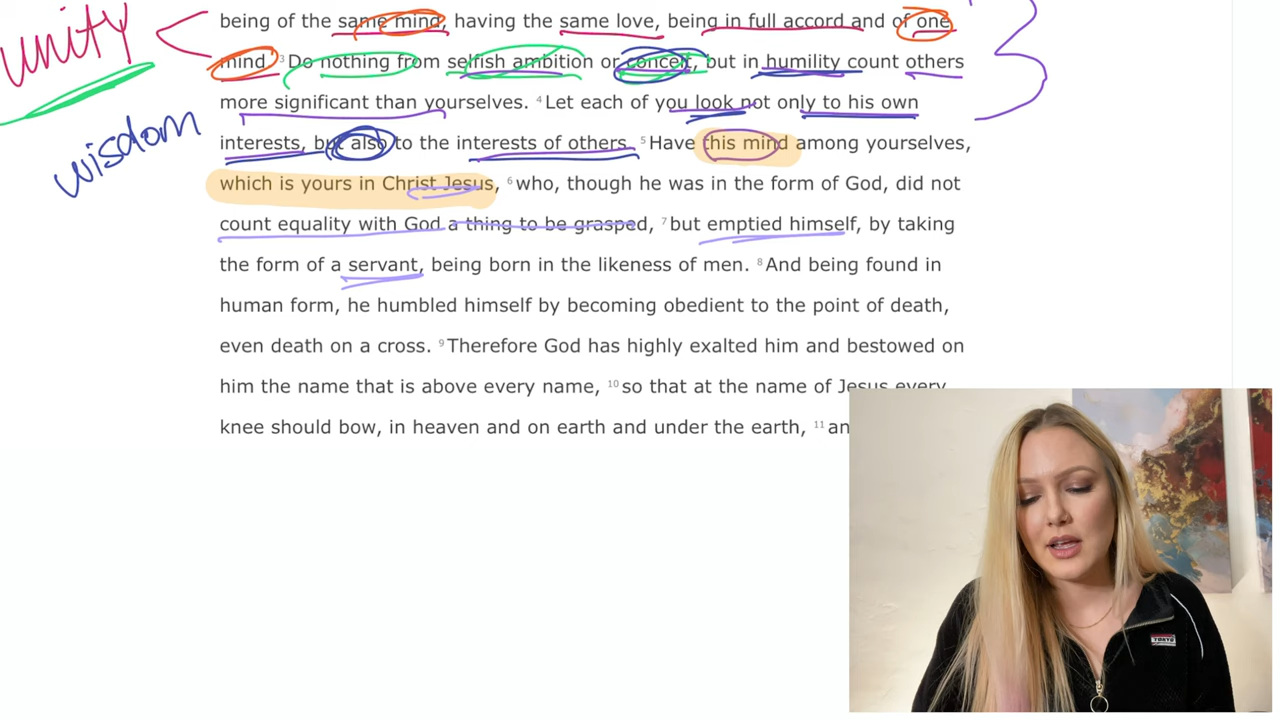 being of the same mind, having the same love, being in full accord and of one
unity
mind. 3 Do nothing from selfish ambition or conceit, but in humility count others
more significant than yourselves. 4 Let each of you look not only to his own
wisdom
interests, but also to the interests of others. 5 Have this mind among yourselves,
which is yours in Christ Jesus, 6 who, though he was in the form of God, did not
count equality with God a thing to be grasped, 7 but emptied himself, by taking
the form of a servant, being born in the likeness of men. 8 And being found in
human form, he humbled himself by becoming obedient to the point of death,
even death on a cross. 9 Therefore God has highly exalted him and bestowed on
him the name that is above every name, 10 so that at the name of Jesus every
knee should bow, in heaven and on earth and under the earth, 11 an
TOKYO